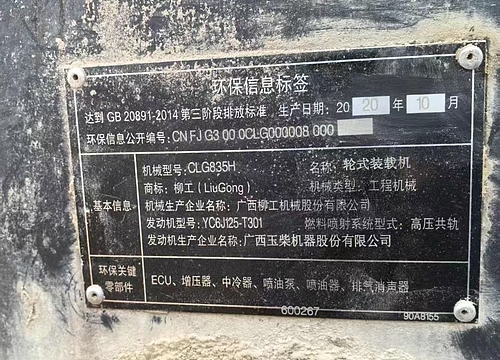 环保信息标签
达到 GB 20891-2014 第三阶段排放标准 生产日期: 20 20 年 10 月
环保信息公开编号: CN FJ G3 00 0CLG000008 000
基本信息
机械型号: CLG835H 名称: 轮式装载机
商标: 柳工 (LiuGong) 机械类型: 工程机械
机械生产企业名称: 广西柳工机械股份有限公司
发动机型号: YC6J125-T301 燃料喷射系统型式: 高压共轨
发动机生产企业名称: 广西玉柴机器股份有限公司
环保关键
零部件
ECU、增压器、中冷器、喷油泵、喷油器、排气消声器
600267 90A8155